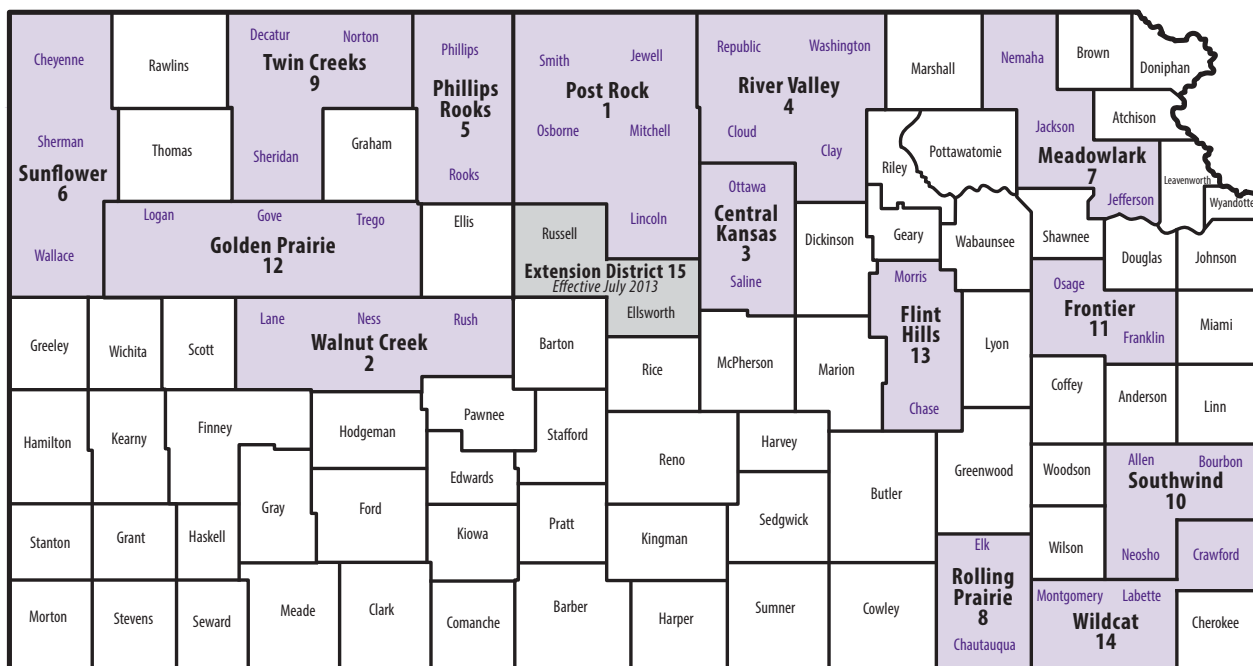 Cheyenne
Rawlins
Decatur
Norton
Twin Creeks
9
Phillips
Phillips
Rooks
5
Smith
Jewell
Post Rock
1
Republic
Washington
River Valley
4
Marshall
Nemaha
Brown
Doniphan
Atchison
Sherman
Sunflower
6
Thomas
Sheridan
Graham
Rooks
Osborne
Mitchell
Cloud
Clay
Riley
Pottawatomie
Jackson
Meadowlark
7
Jefferson
Leavenworth
Wyandotte
Wallace
Logan
Gove
Trego
Golden Prairie
12
Ellis
Russell
Lincoln
Extension District 15
Effective July 2013
Ellsworth
Ottawa
Central
Kansas
3
Saline
Dickinson
Geary
Wabaunsee
Shawnee
Douglas
Johnson
Morris
Flint
Hills
13
Chase
Osage
Frontier
11
Franklin
Miami
Greeley
Wichita
Scott
Lane
Ness
Rush
Walnut Creek
2
Barton
Rice
McPherson
Marion
Lyon
Coffey
Anderson
Linn
Hamilton
Kearny
Finney
Hodgeman
Pawnee
Stafford
Edwards
Reno
Harvey
Butler
Greenwood
Woodson
Allen
Bourbon
Southwind
10
Neosho
Crawford
Stanton
Grant
Haskell
Gray
Ford
Kiowa
Pratt
Kingman
Sedgwick
Elk
Rolling
Prairie
8
Chautauqua
Wilson
Montgomery
Labette
Wildcat
14
Cherokee
Morton
Stevens
Seward
Meade
Clark
Comanche
Barber
Harper
Sumner
Cowley